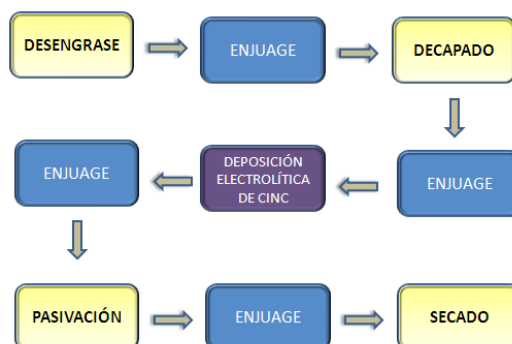 DESENGRASE
ENJUAGE
DECAPADO
ENJUAGE
DEPOSICIÓN
ELECTROLÍTICA
DE CINC
ENJUAGE
PASIVACIÓN
ENJUAGE
SECADO